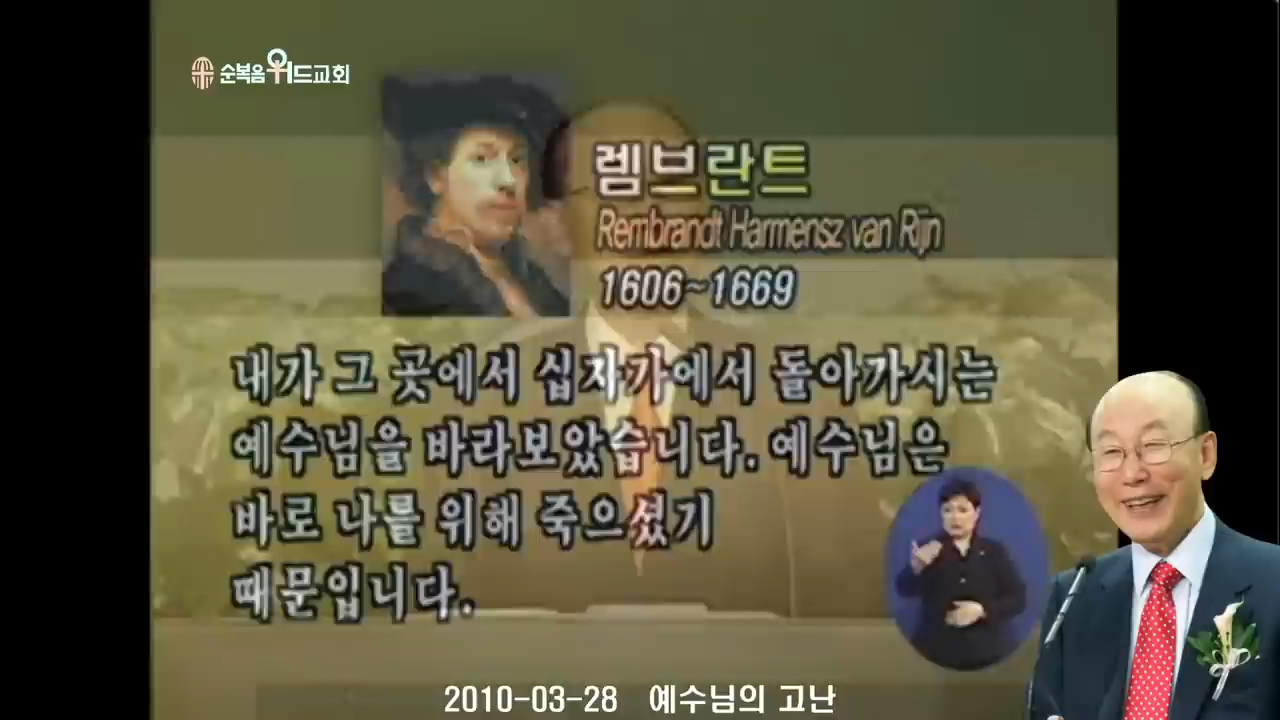 순복음위드교회
렘브란트
Rembrandt Harmensz van Rijn
1606~1669
내가 그 곳에서 십자가에서 돌아가시는
예수님을 바라보았습니다. 예수님은
바로 나를 위해 죽으셨기
때문입니다.
2010-03-28 예수님의 고난